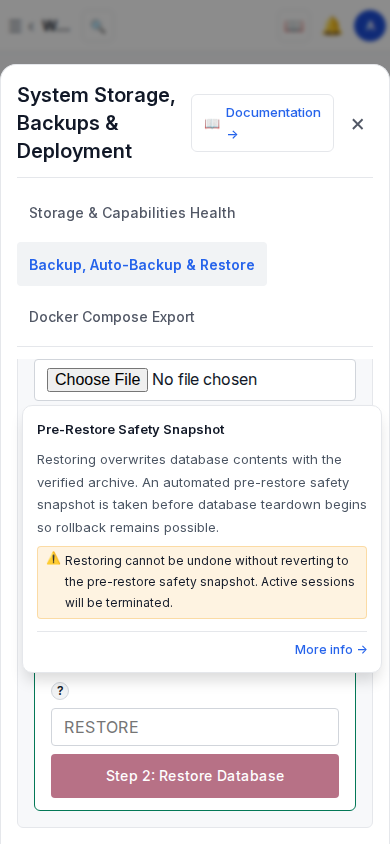 W...
A
System Storage,
Backups &
Deployment
Documentation
→
×
Storage & Capabilities Health
Backup, Auto-Backup & Restore
Docker Compose Export
Choose File No file chosen
Pre-Restore Safety Snapshot
Restoring overwrites database contents with the
verified archive. An automated pre-restore safety
snapshot is taken before database teardown begins
so rollback remains possible.
Restoring cannot be undone without reverting to
the pre-restore safety snapshot. Active sessions
will be terminated.
More info →
?
RESTORE
Step 2: Restore Database